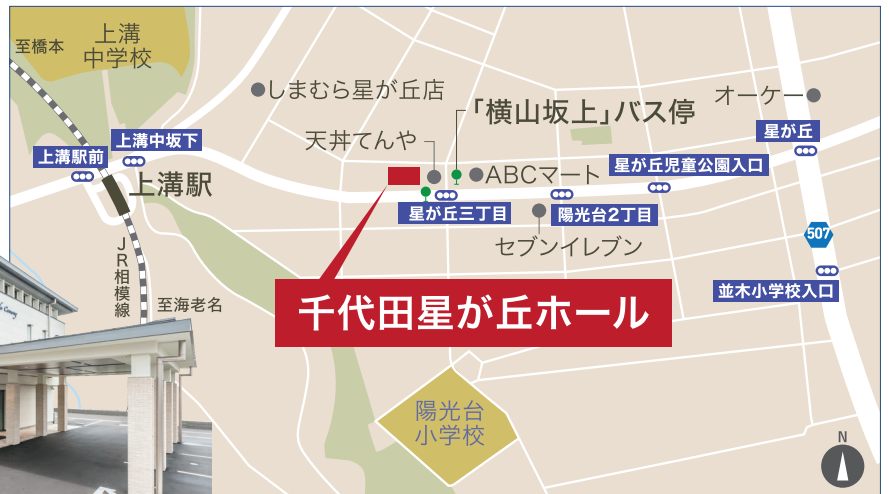 至橋本
上溝
中学校
しまむら星が丘店
「横山坂上」バス停
オーケー
天丼てんや
星が丘
上溝中坂下
上溝駅前
星が丘児童公園入口
上溝駅
ABCマート
星が丘三丁目
陽光台2丁目
セブンイレブン
507
JR相模線
至海老名
並木小学校入口
千代田星が丘ホール
陽光台
小学校
N